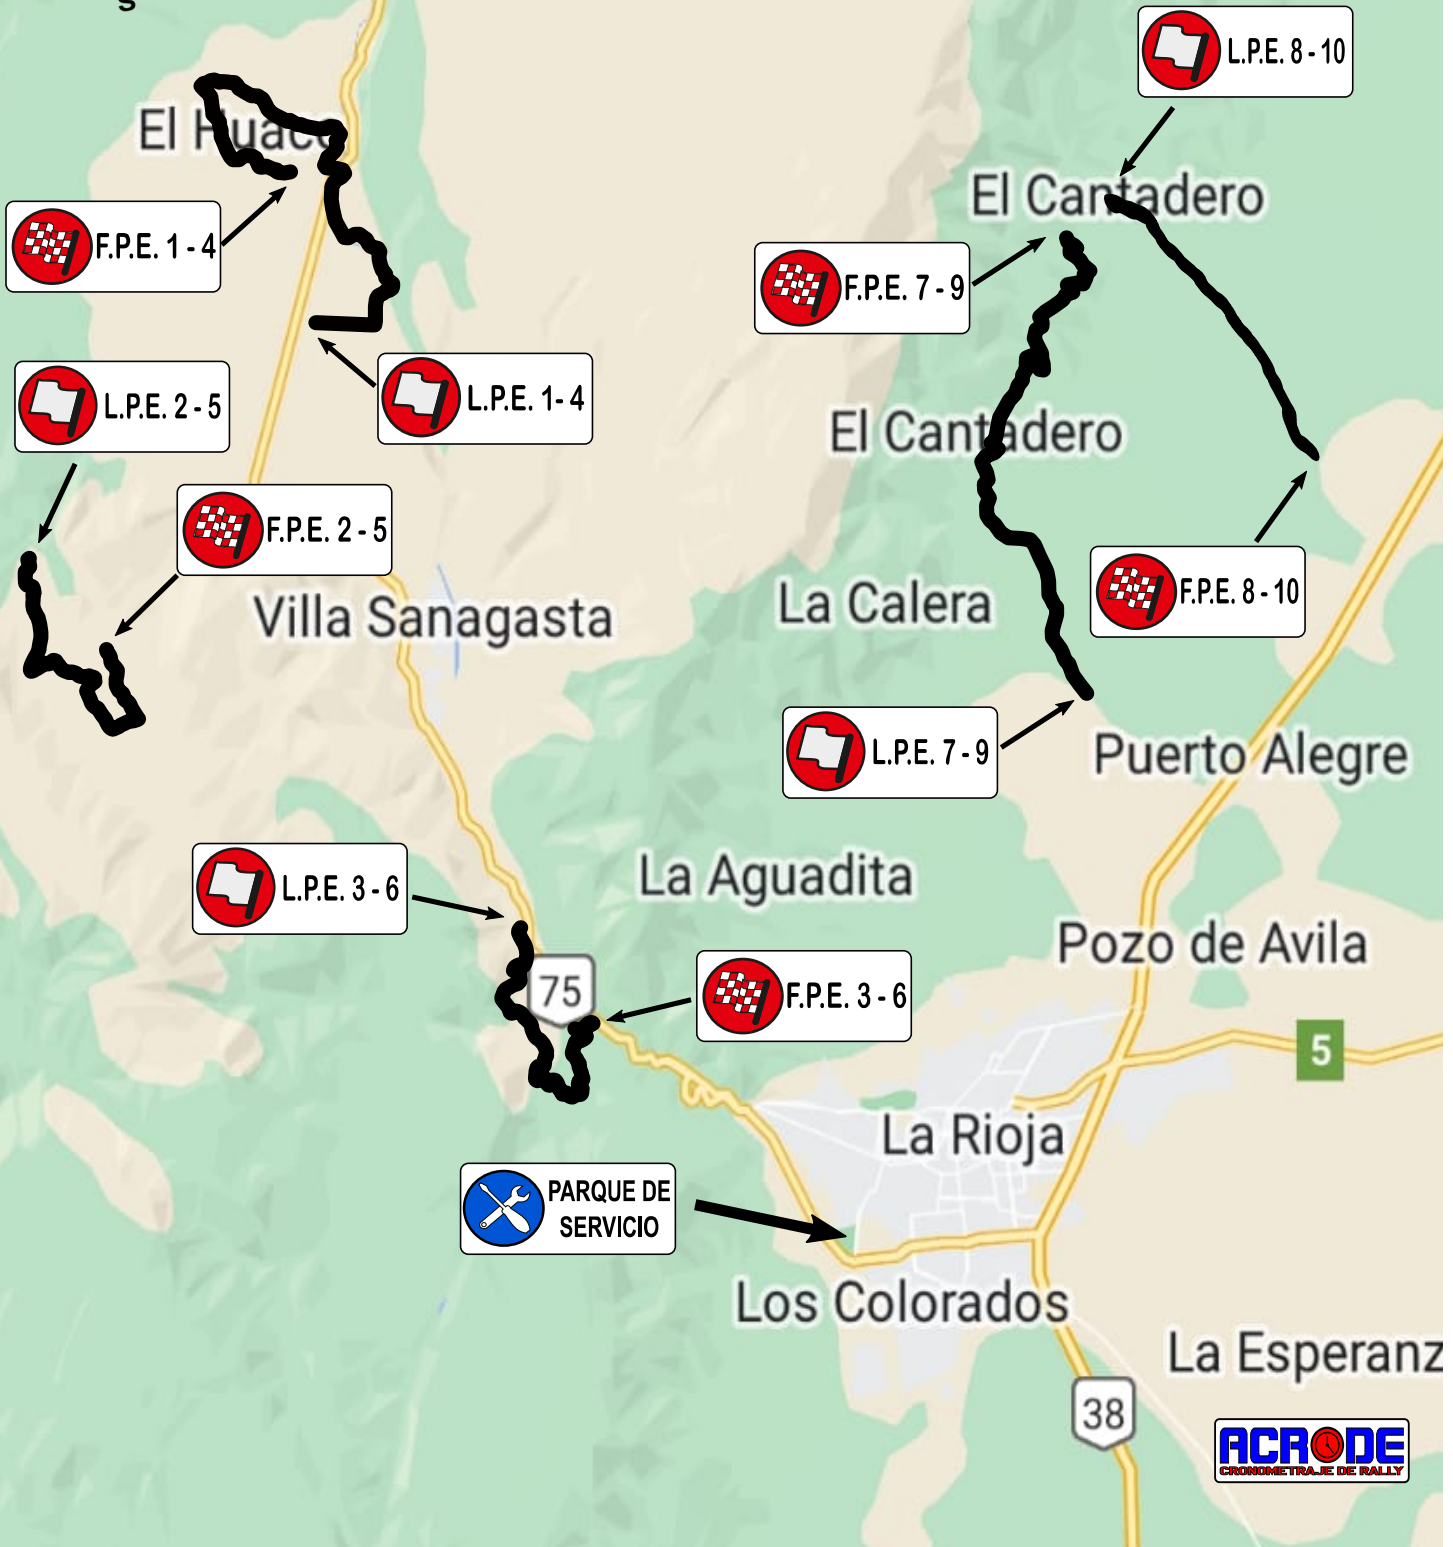 L.P.E. 8 - 10
El Huaco
El Cantadero
F.P.E. 1 - 4
F.P.E. 7 - 9
L.P.E. 2 - 5
L.P.E. 1 - 4
El Cantadero
F.P.E. 2 - 5
F.P.E. 8 - 10
Villa Sanagasta
La Calera
L.P.E. 7 - 9
Puerto Alegre
L.P.E. 3 - 6
La Aguadita
Pozo de Avila
75
F.P.E. 3 - 6
5
La Rioja
PARQUE DE
SERVICIO
Los Colorados
La Esperanz
38
ACRODE
CRONOMETRAJE DE RALLY